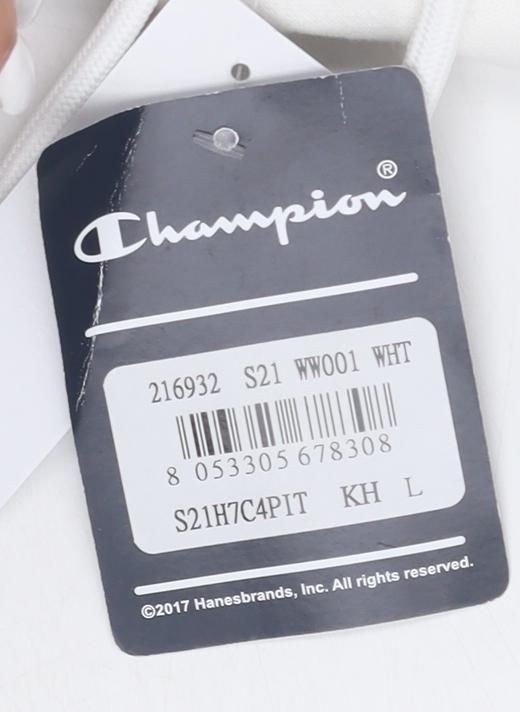 Champion®
216932 S21 WW001 WHT
8 053305 678308
S21H7C4PIT KH L
©2017 Hanesbrands, Inc. All rights reserved.